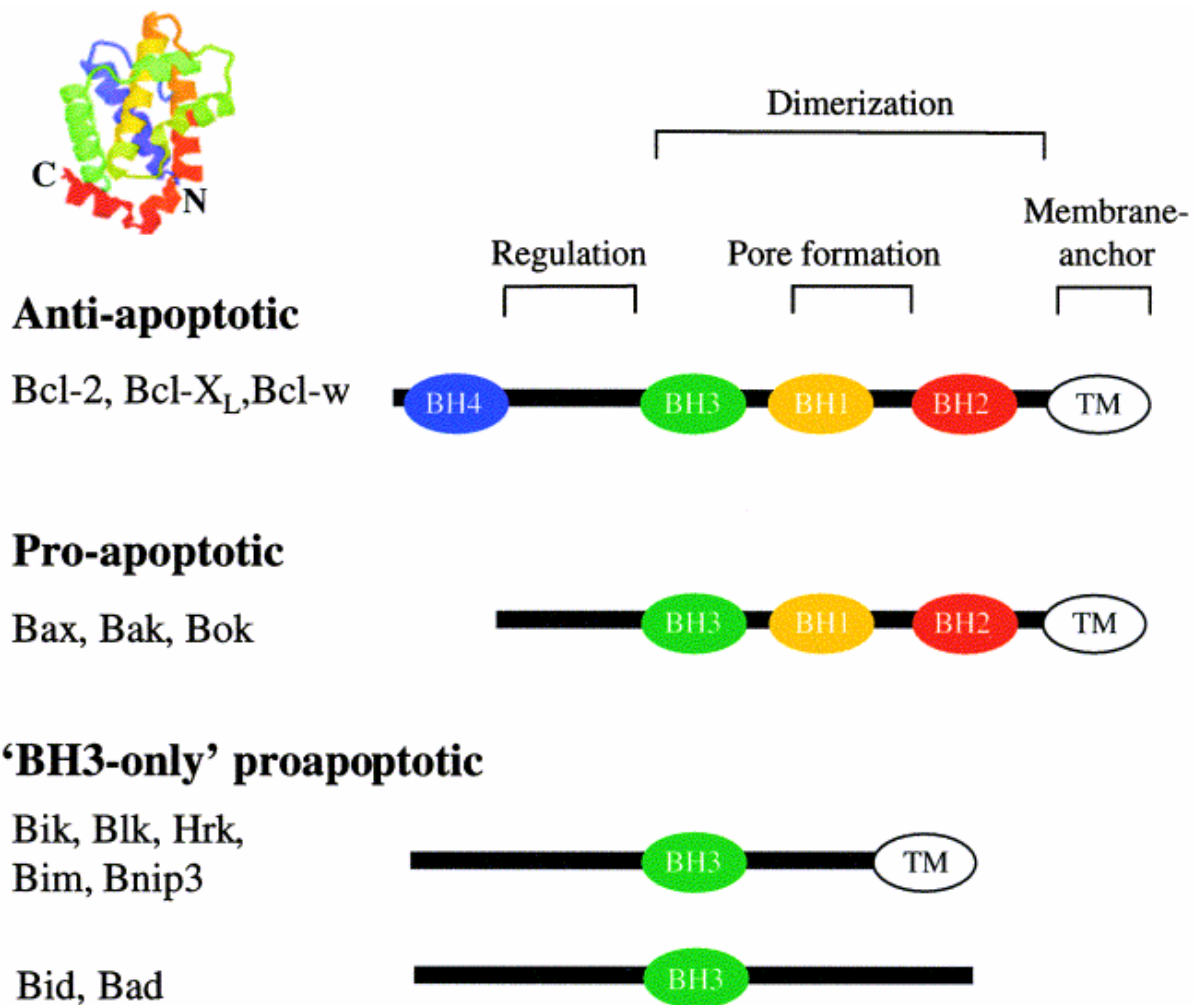 C
N
Dimerization
Membrane-
anchor
Regulation
Pore formation
Anti-apoptotic
Bcl-2, Bcl-X_L,Bcl-w
BH4
BH3
BH1
BH2
TM
Pro-apoptotic
Bax, Bak, Bok
BH3
BH1
BH2
TM
‘BH3-only’ proapoptotic
Bik, Blk, Hrk,
Bim, Bnip3
BH3
TM
Bid, Bad
BH3